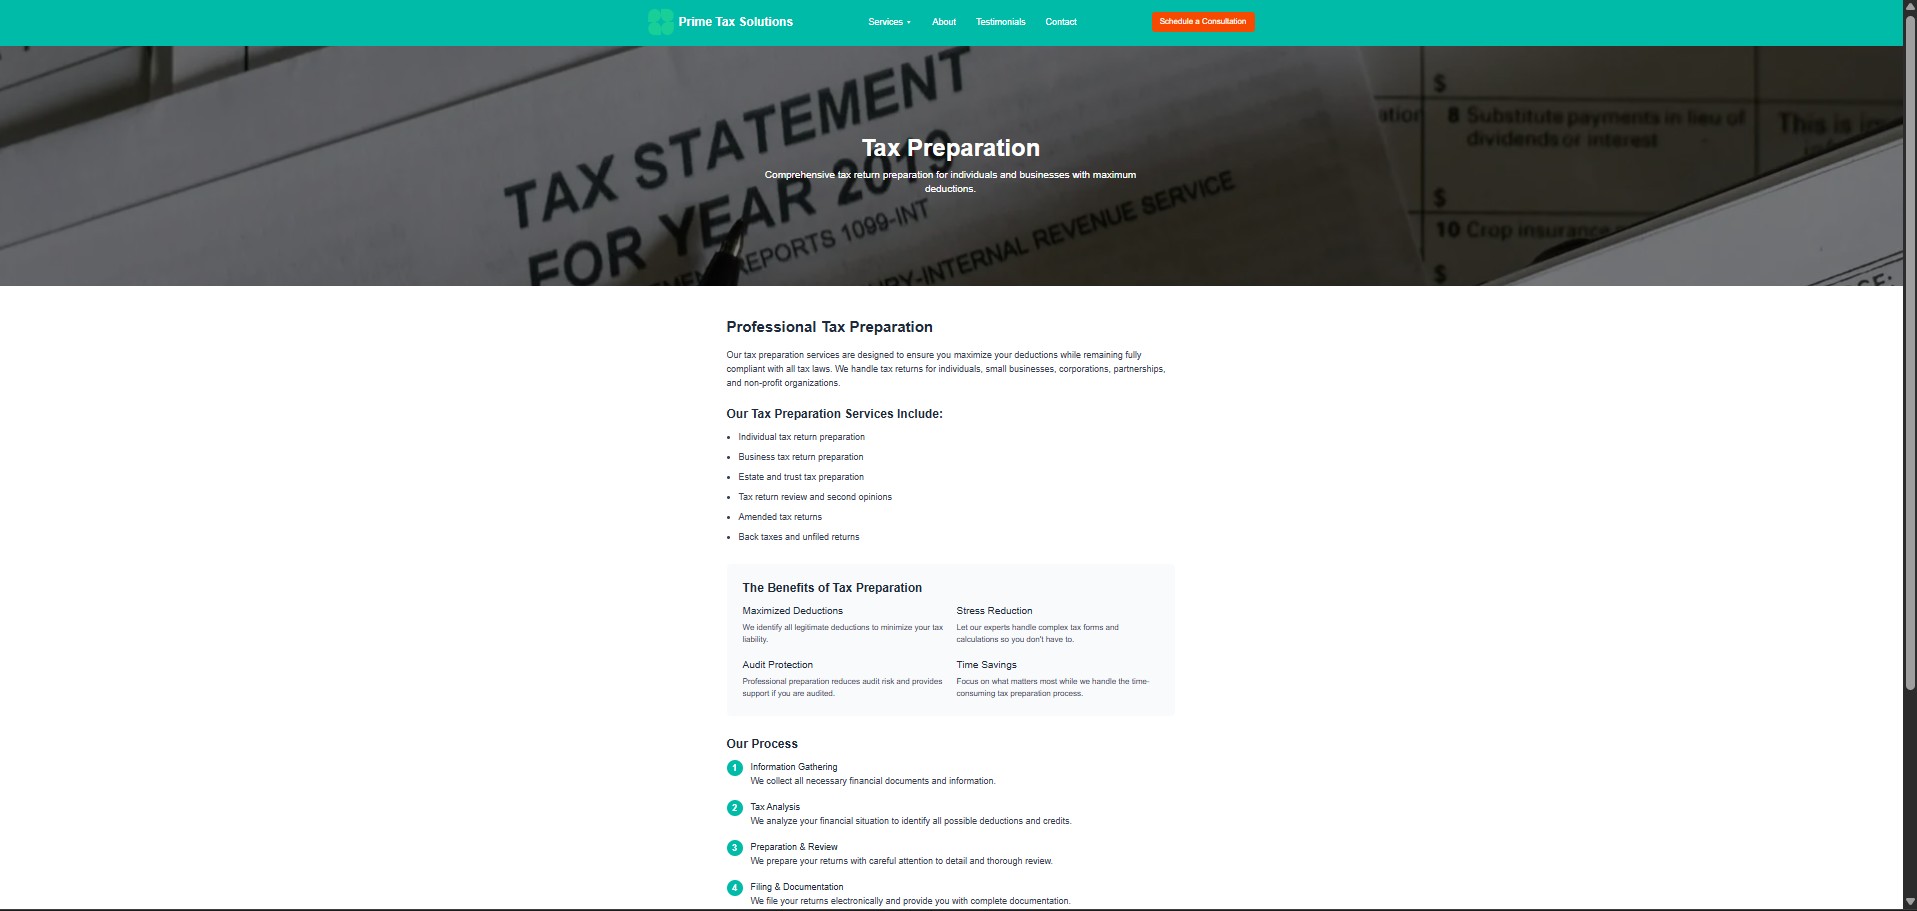 Prime Tax Solutions
Services
About
Testimonials
Contact
Schedule a Consultation
TAX STATEMENT
FOR YEAR 2019
REPORTS 1099-INT
INTERNAL REVENUE SERVICE
$
8 Substitute payments in lieu of
dividends or interest
This is
$
10 Crop insurance
$
Tax Preparation
Comprehensive tax return preparation for individuals and businesses with maximum
deductions.
Professional Tax Preparation
Our tax preparation services are designed to ensure you maximize your deductions while remaining fully
compliant with all tax laws. We handle tax returns for individuals, small businesses, corporations, partnerships,
and non-profit organizations.
Our Tax Preparation Services Include:
• Individual tax return preparation
• Business tax return preparation
• Estate and trust tax preparation
• Tax return review and second opinions
• Amended tax returns
• Back taxes and unfiled returns
The Benefits of Tax Preparation
Maximized Deductions
We identify all legitimate deductions to minimize your tax
liability.
Stress Reduction
Let our experts handle complex tax forms and
calculations so you don't have to.
Audit Protection
Professional preparation reduces audit risk and provides
support if you are audited.
Time Savings
Focus on what matters most while we handle the time-
consuming tax preparation process.
Our Process
1 Information Gathering
We collect all necessary financial documents and information.
2 Tax Analysis
We analyze your financial situation to identify all possible deductions and credits.
3 Preparation & Review
We prepare your returns with careful attention to detail and thorough review.
4 Filing & Documentation
We file your returns electronically and provide you with complete documentation.